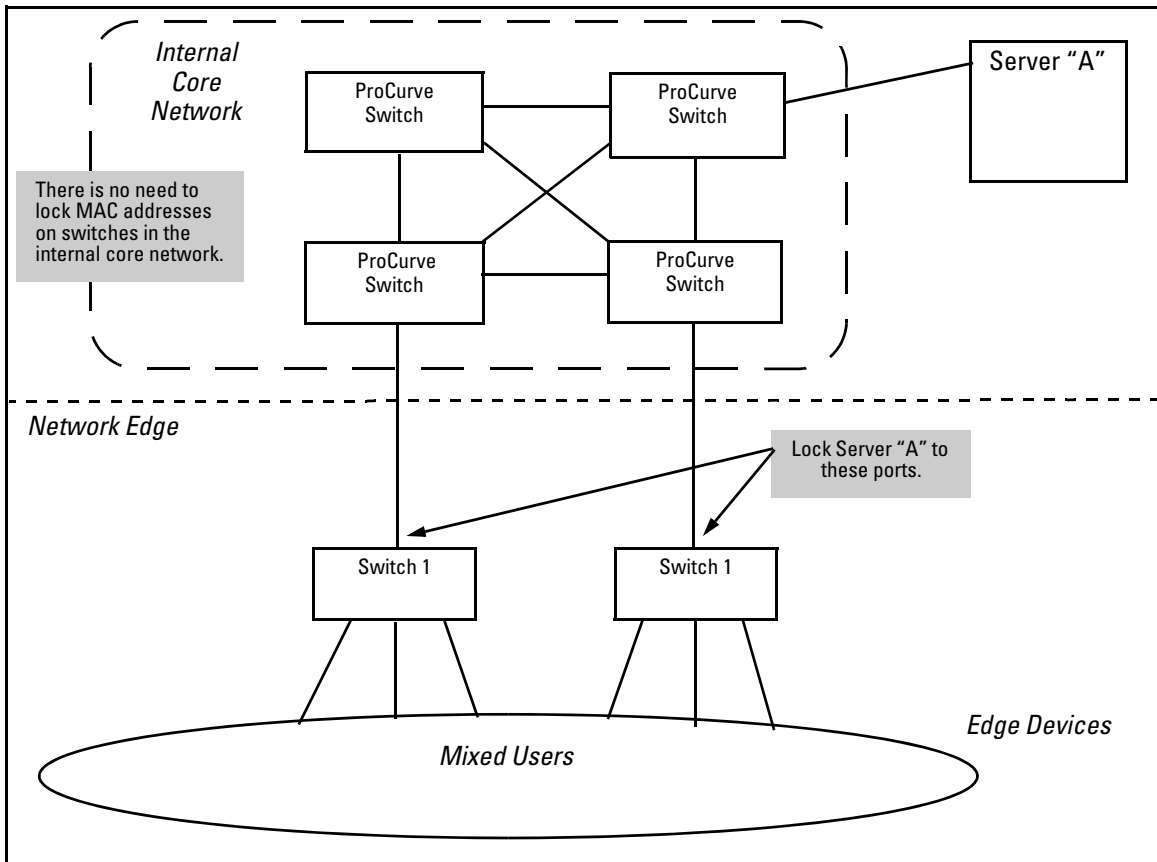 Internal
Core
Network
ProCurve
Switch
ProCurve
Switch
Server “A”
There is no need to
lock MAC addresses
on switches in the
internal core network.
ProCurve
Switch
ProCurve
Switch
Network Edge
Lock Server “A” to
these ports.
Switch 1
Switch 1
Mixed Users
Edge Devices